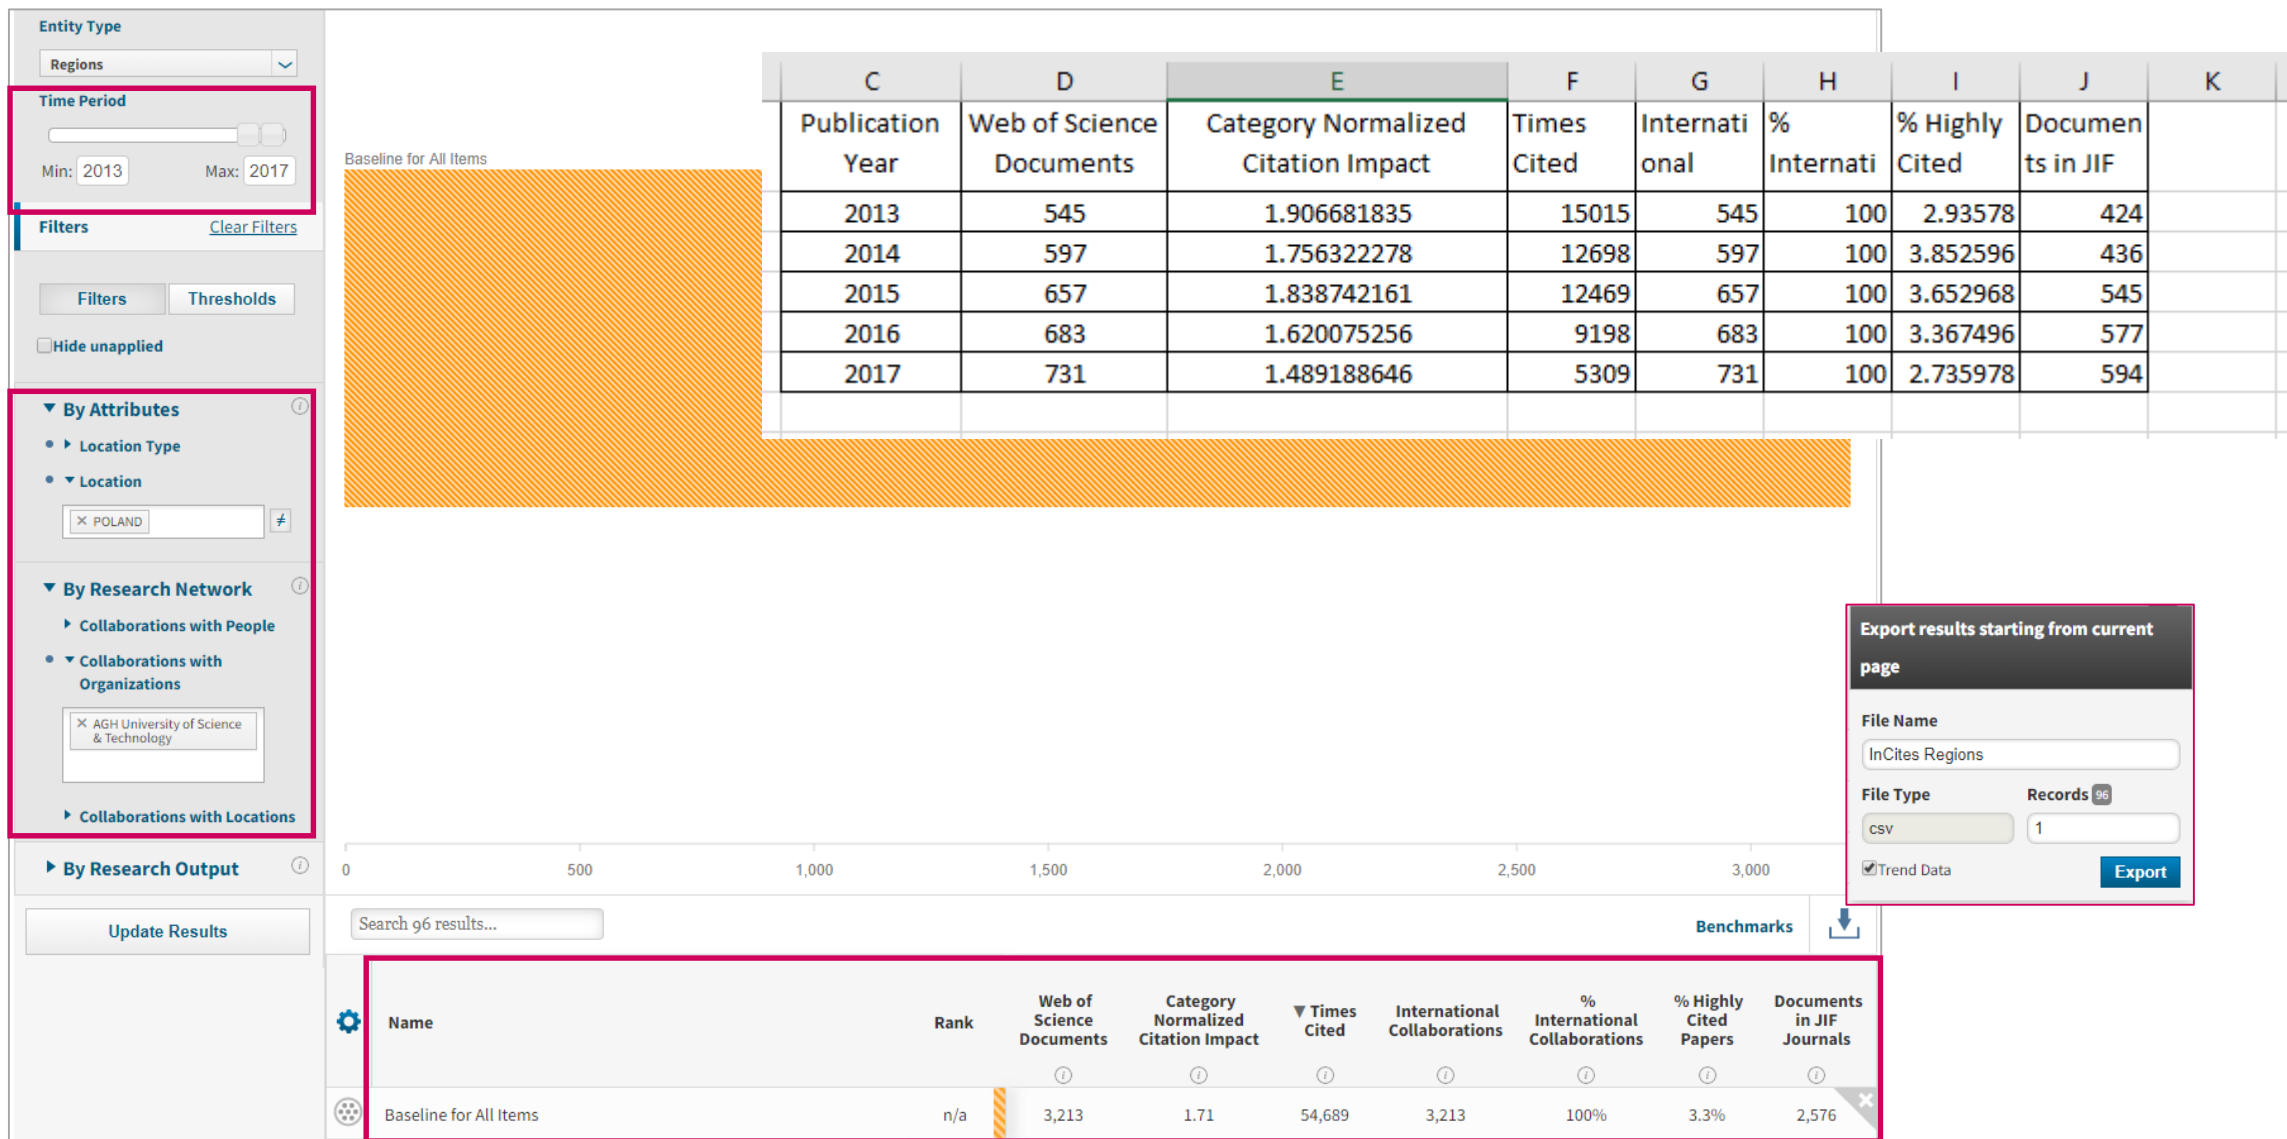 Entity Type
Regions
Time Period
Min: 2013 Max: 2017
Filters Clear Filters
Filters Thresholds
Hide unapplied
By Attributes
Location Type
Location
× POLAND ≠
By Research Network
Collaborations with People
Collaborations with
Organizations
× AGH University of Science
& Technology
Collaborations with Locations
By Research Output
Update Results
Baseline for All Items
C D E F G H I J K
Publication Web of Science Category Normalized Times Internati % % Highly Documen
Year Documents Citation Impact Cited onal Internati Cited ts in JIF
2013 545 1.906681835 15015 545 100 2.93578 424
2014 597 1.756322278 12698 597 100 3.852596 436
2015 657 1.838742161 12469 657 100 3.652968 545
2016 683 1.620075256 9198 683 100 3.367496 577
2017 731 1.489188646 5309 731 100 2.735978 594
0 500 1,000 1,500 2,000 2,500 3,000
Export results starting from current
page
File Name
InCites Regions
File Type Records 96
csv 1
Trend Data Export
Search 96 results...
Benchmarks
Name Rank Web of Science Documents Category Normalized Citation Impact ▼ Times Cited International Collaborations % International Collaborations % Highly Cited Papers Documents in JIF Journals
Baseline for All Items n/a 3,213 1.71 54,689 3,213 100% 3.3% 2,576